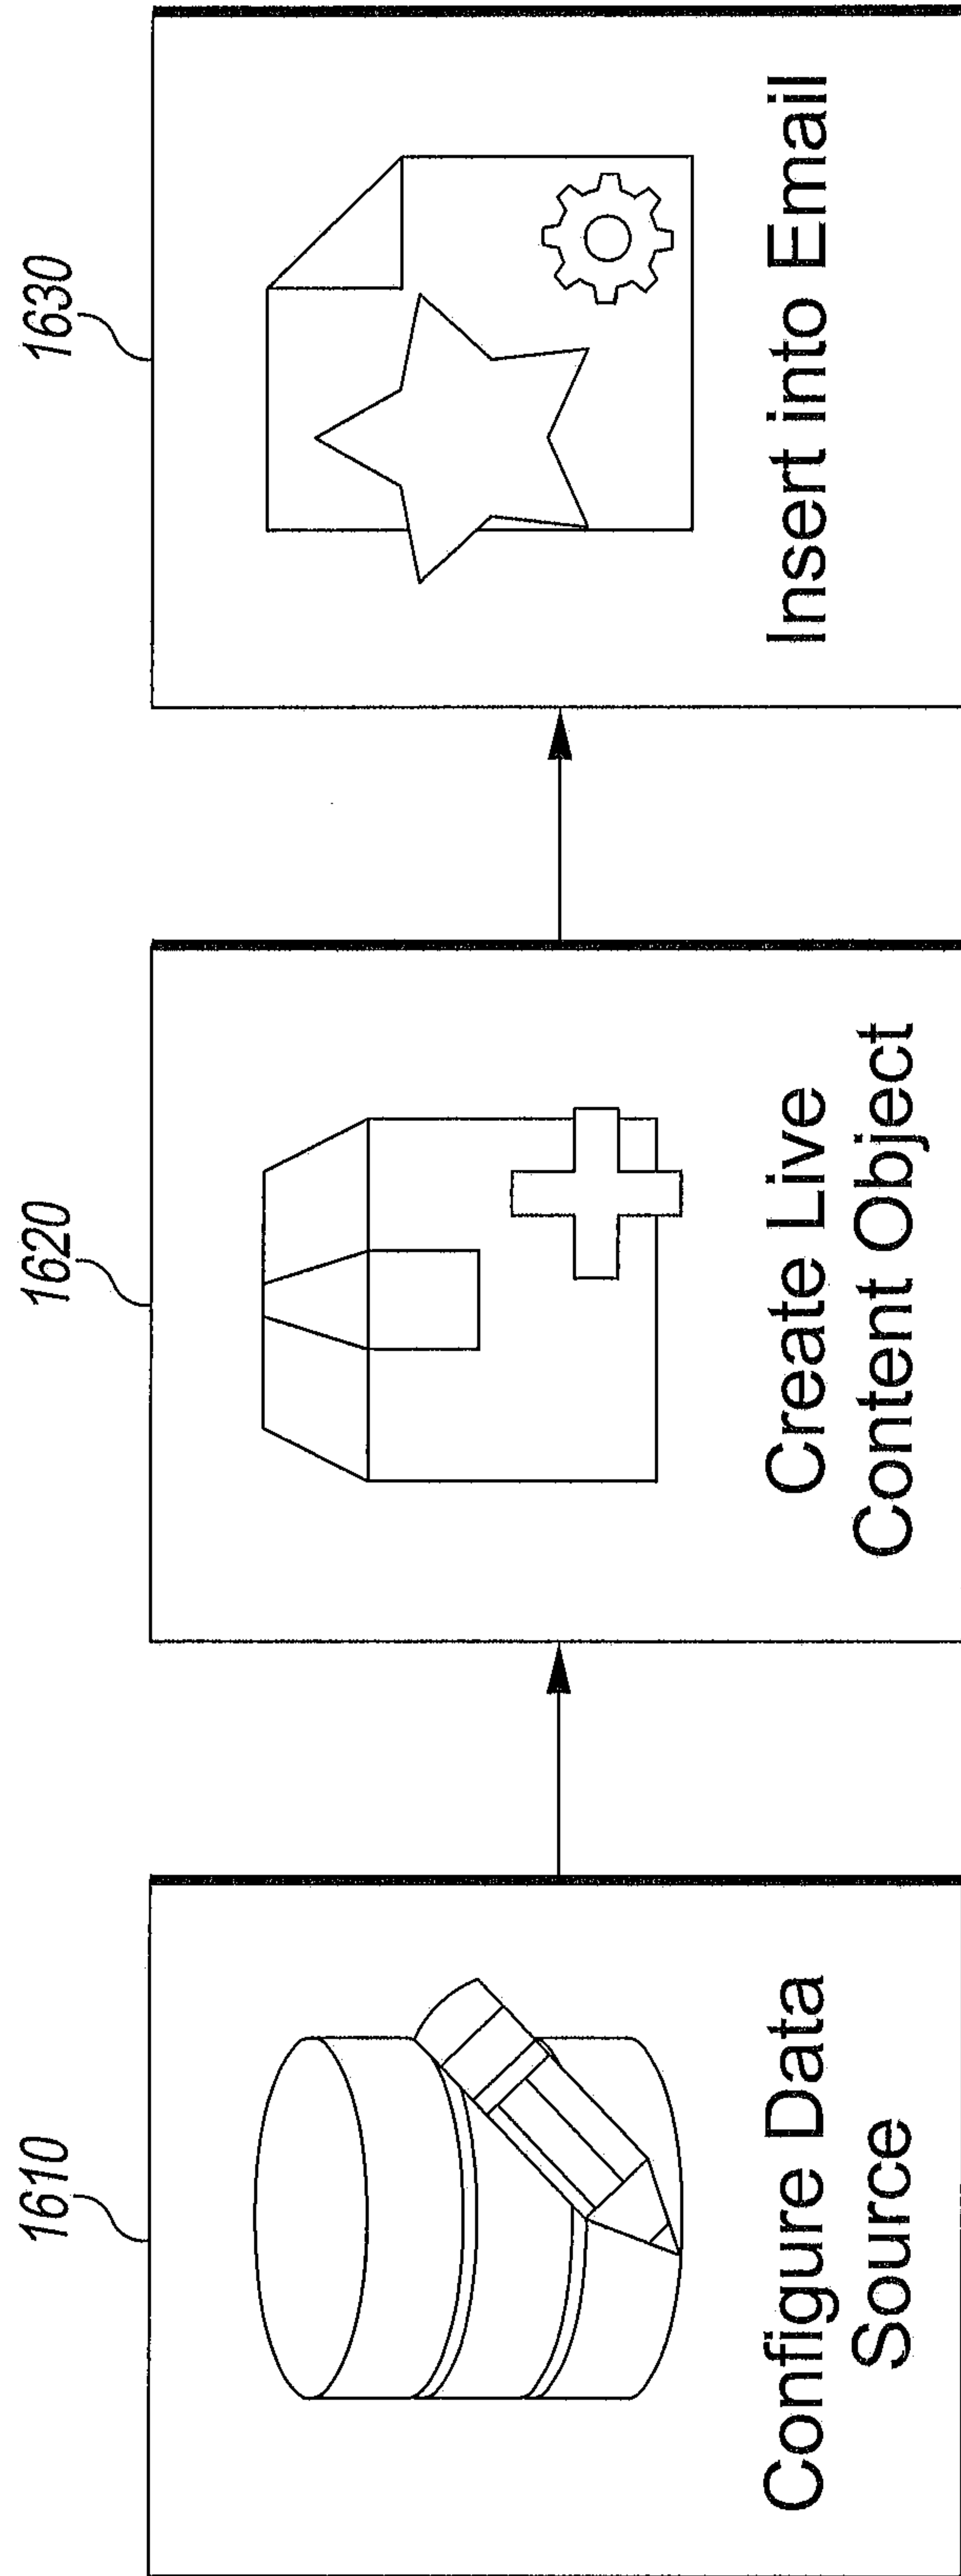 1610
Configure Data
Source
1620
Create Live
Content Object
1630
Insert into Email